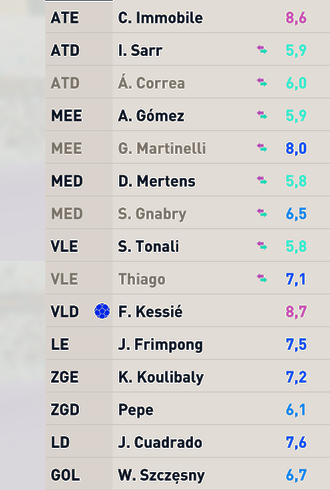 ATE C. Immobile 8,6
ATD I. Sarr 5,9
ATD Á. Correa 6,0
MEE A. Gómez 5,9
MEE G. Martinelli 8,0
MED D. Mertens 5,8
MED S. Gnabry 6,5
VLE S. Tonali 5,8
VLE Thiago 7,1
VLD F. Kessié 8,7
LE J. Frimpong 7,5
ZGE K. Koulibaly 7,2
ZGD Pepe 6,1
LD J. Cuadrado 7,6
GOL W. Szczęsny 6,7